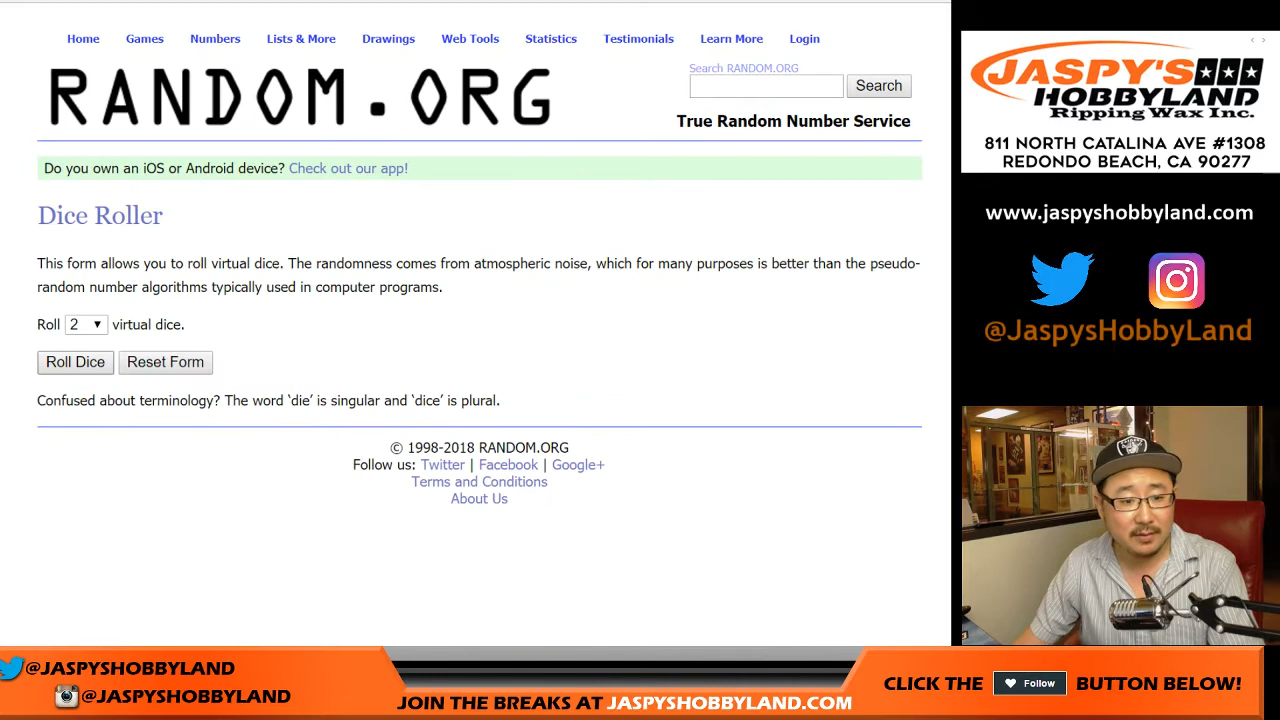 Home Games Numbers Lists & More Drawings Web Tools Statistics Testimonials Learn More Login
RANDOM.ORG
Search RANDOM.ORG
Search
True Random Number Service
Do you own an iOS or Android device? Check out our app!
Dice Roller
This form allows you to roll virtual dice. The randomness comes from atmospheric noise, which for many purposes is better than the pseudo-
random number algorithms typically used in computer programs.
Roll 2 virtual dice.
Roll Dice Reset Form
Confused about terminology? The word ‘die’ is singular and ‘dice’ is plural.
© 1998-2018 RANDOM.ORG
Follow us: Twitter | Facebook | Google+
Terms and Conditions
About Us
JASPY'S
HOBBYLAND
Ripping Wax Inc.
811 NORTH CATALINA AVE #1308
REDONDO BEACH, CA 90277
www.jaspyshobbyland.com
@JaspysHobbyLand
@JASPYSHOBBYLAND
@JASPYSHOBBYLAND
JOIN THE BREAKS AT JASPYSHOBBYLAND.COM
CLICK THE Follow BUTTON BELOW!